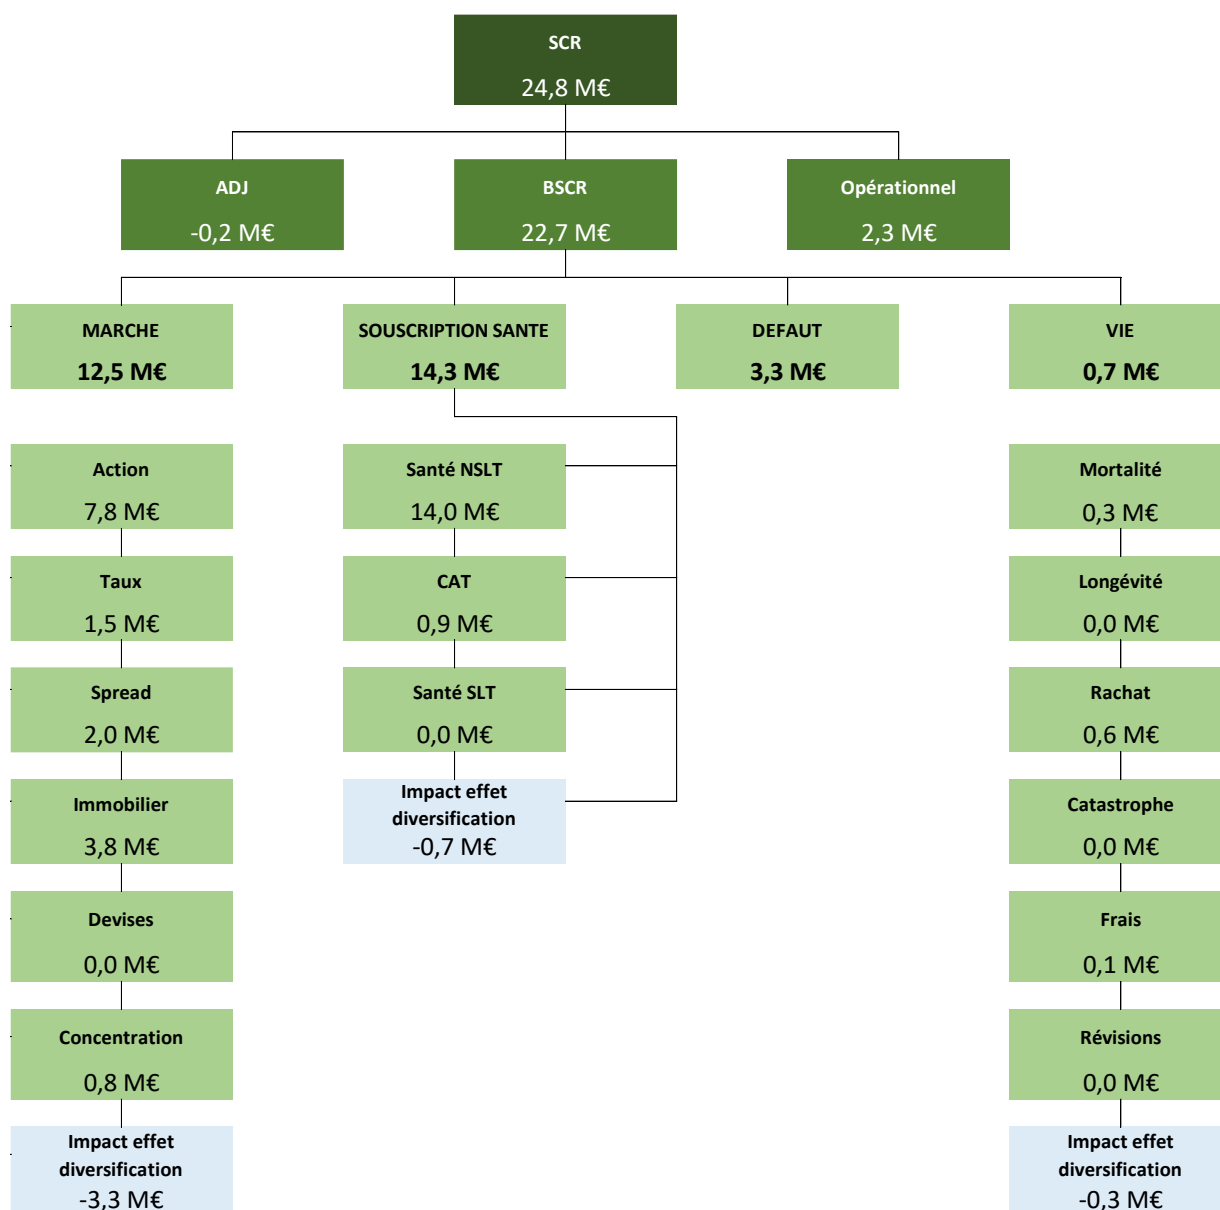 SCR
24,8 M€
ADJ
-0,2 M€
BSCR
22,7 M€
Opérationnel
2,3 M€
MARCHE
12,5 M€
SOUSCRIPTION SANTE
14,3 M€
DEFAUT
3,3 M€
VIE
0,7 M€
Action
7,8 M€
Taux
1,5 M€
Spread
2,0 M€
Immobilier
3,8 M€
Devises
0,0 M€
Concentration
0,8 M€
Impact effet
diversification
-3,3 M€
Santé NSLT
14,0 M€
CAT
0,9 M€
Santé SLT
0,0 M€
Impact effet
diversification
-0,7 M€
Mortalité
0,3 M€
Longévité
0,0 M€
Rachat
0,6 M€
Catastrophe
0,0 M€
Frais
0,1 M€
Révisions
0,0 M€
Impact effet
diversification
-0,3 M€